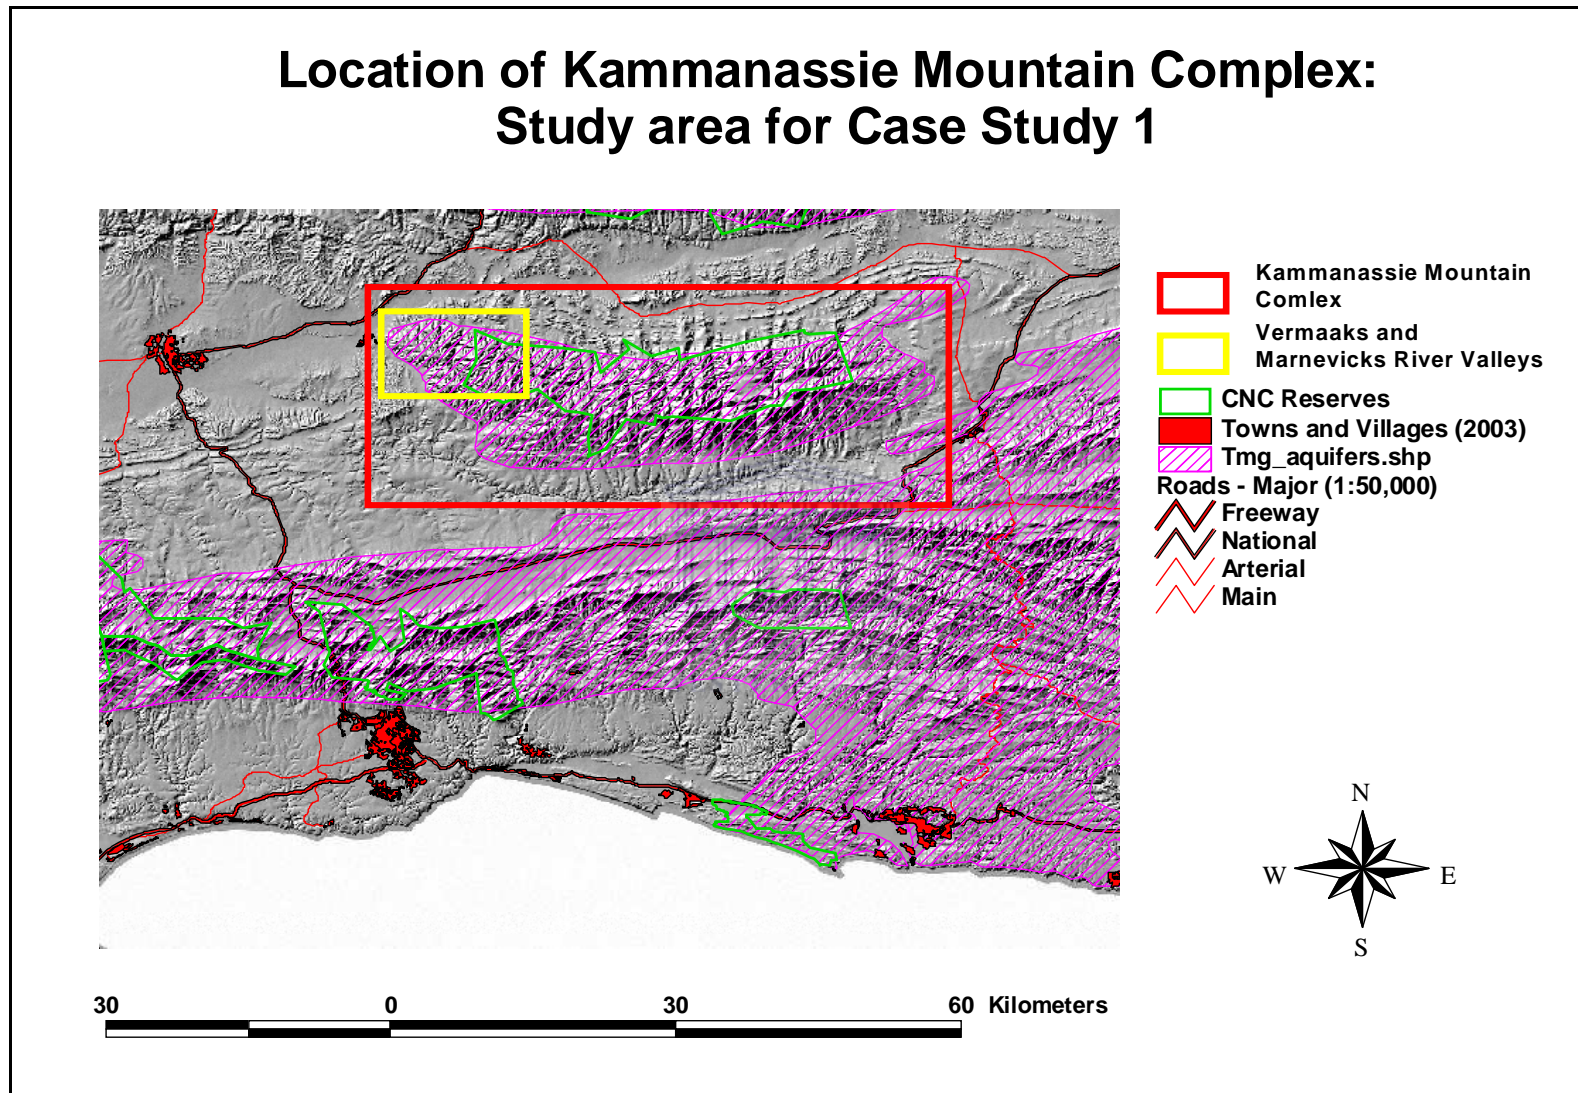 Location of Kammanassie Mountain Complex:
Study area for Case Study 1
Kammanassie Mountain
Comlex
Vermaaks and
Marnevicks River Valleys
CNC Reserves
Towns and Villages (2003)
Tmg_aquifers.shp
Roads - Major (1:50,000)
Freeway
National
Arterial
Main
N
W E
S
30 0 30 60 Kilometers